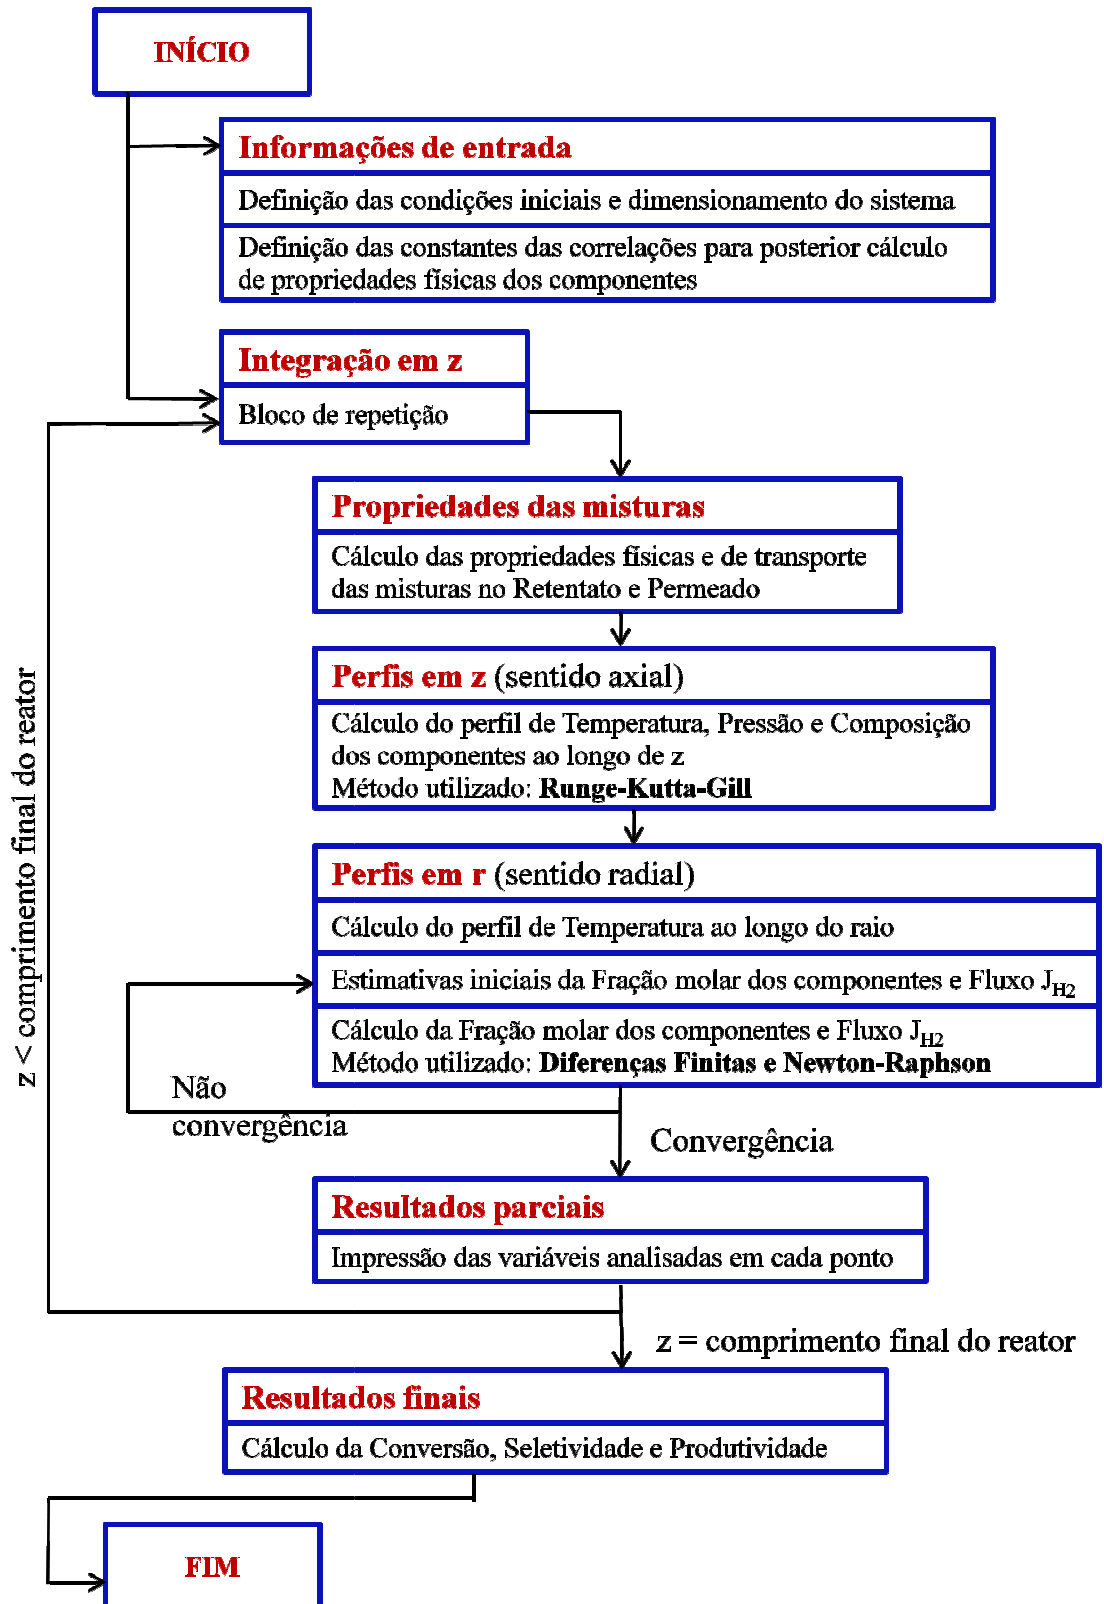 INÍCIO
Informações de entrada
Definição das condições iniciais e dimensionamento do sistema
Definição das constantes das correlações para posterior cálculo
de propriedades físicas dos componentes
Integração em z
Bloco de repetição
Propriedades das misturas
Cálculo das propriedades físicas e de transporte
das misturas no Retentato e Permeado
Perfis em z (sentido axial)
Cálculo do perfil de Temperatura, Pressão e Composição
dos componentes ao longo de z
Método utilizado: Runge-Kutta-Gill
Perfis em r (sentido radial)
Cálculo do perfil de Temperatura ao longo do raio
Estimativas iniciais da Fração molar dos componentes e Fluxo J_H2
Cálculo da Fração molar dos componentes e Fluxo J_H2
Método utilizado: Diferenças Finitas e Newton-Raphson
Não
convergência
Convergência
z < comprimento final do reator
Resultados parciais
Impressão das variáveis analisadas em cada ponto
z = comprimento final do reator
Resultados finais
Cálculo da Conversão, Seletividade e Produtividade
FIM